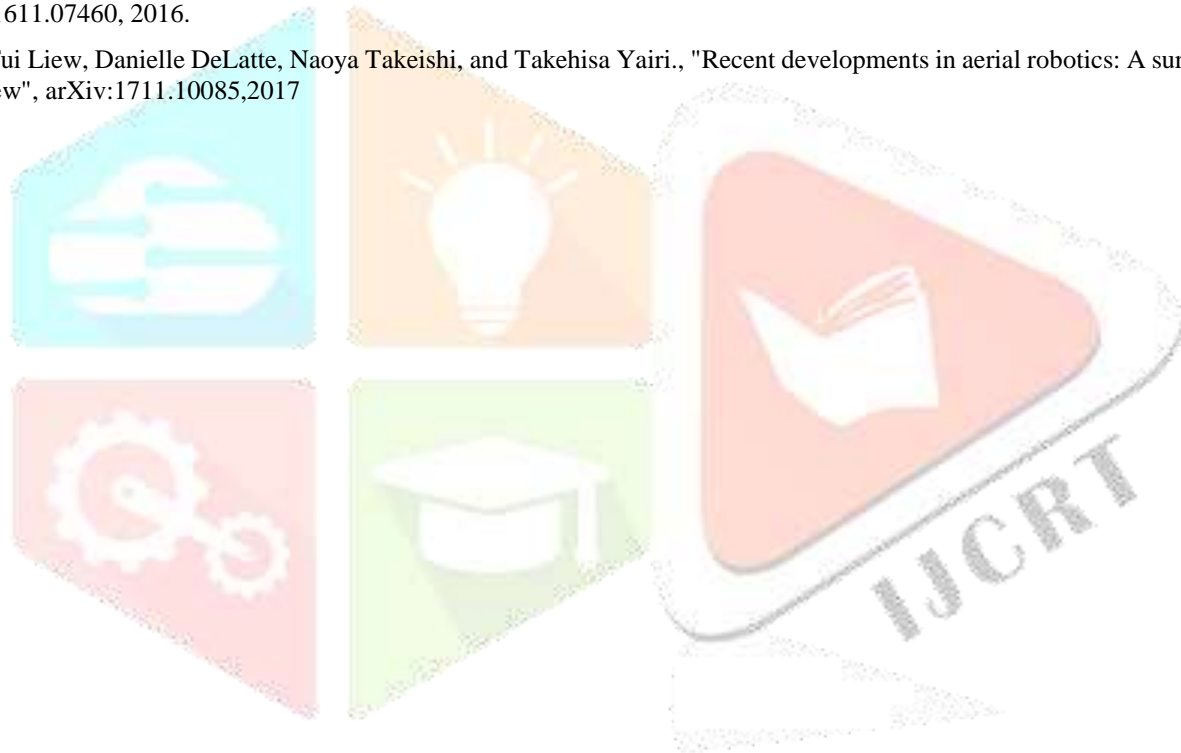 1611.07460, 2016.
ui Liew, Danielle DeLatte, Naoya Takeishi, and Takehisa Yairi., "Recent developments in aerial robotics: A sur
ew", arXiv:1711.10085,2017
IJCRT